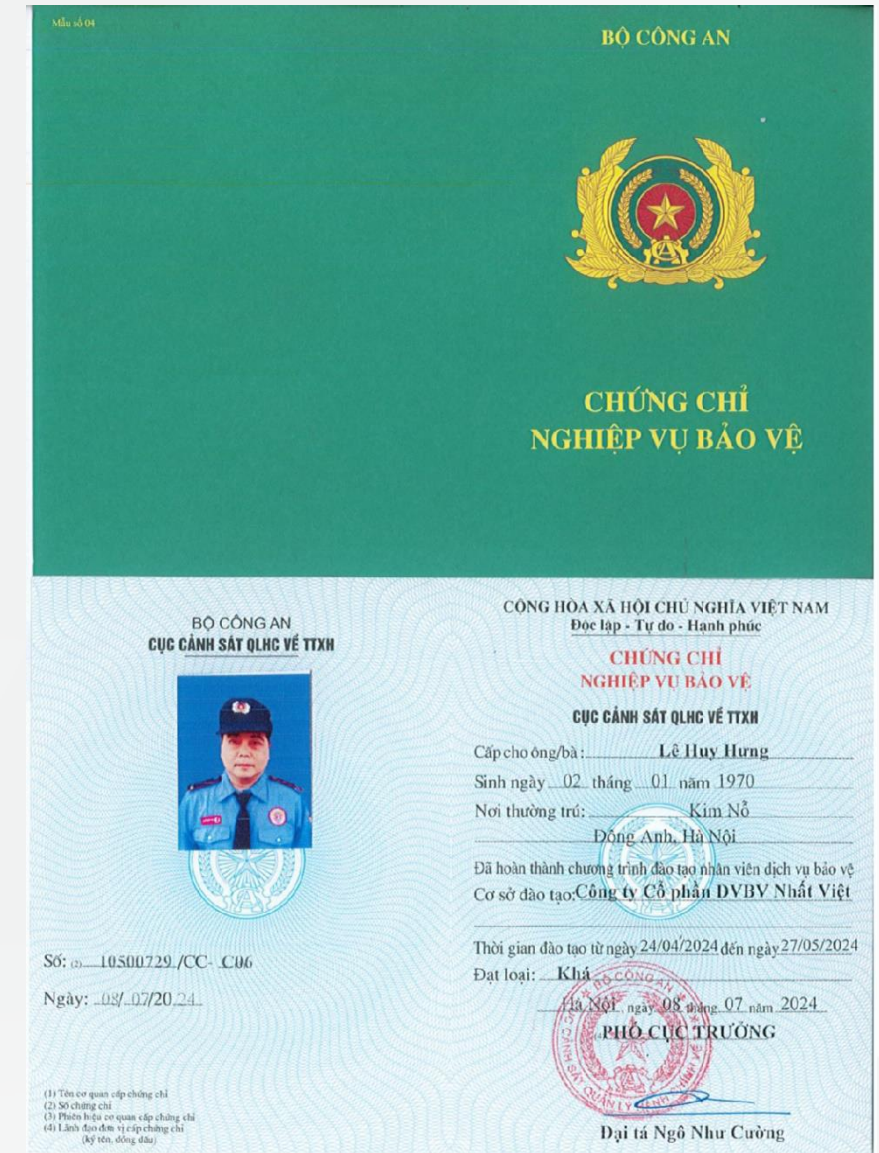 Mẫu số 04
BỘ CÔNG AN
CHỨNG CHỈ
NGHIỆP VỤ BẢO VỆ
BỘ CÔNG AN
CỤC CẢNH SÁT QLHC VỀ TTXH
Số: (2) 10500729 /CC- C06
Ngày: 08/ 07/20 24
(1) Tên cơ quan cấp chứng chỉ
(2) Số chứng chỉ
(3) Phiên hiệu cơ quan cấp chứng chỉ
(4) Lãnh đạo đơn vị cấp chứng chỉ
(ký tên, đóng dấu)
CỘNG HÒA XÃ HỘI CHỦ NGHĨA VIỆT NAM
Độc lập - Tự do - Hạnh phúc
CHỨNG CHỈ
NGHIỆP VỤ BẢO VỆ
CỤC CẢNH SÁT QLHC VỀ TTXH
Cấp cho ông/bà: Lê Huy Hưng
Sinh ngày 02 tháng 01 năm 1970
Nơi thường trú: Kim Nỗ
Đông Anh, Hà Nội
Đã hoàn thành chương trình đào tạo nhân viên dịch vụ bảo vệ
Cơ sở đào tạo: Công ty Cổ phần DVBV Nhất Việt
Thời gian đào tạo từ ngày 24/04/2024 đến ngày 27/05/2024
Đạt loại: Khá
Hà Nội, ngày 08 tháng 07 năm 2024
(4) PHÓ CỤC TRƯỞNG
BỘ CÔNG AN
Đại tá Ngô Như Cường